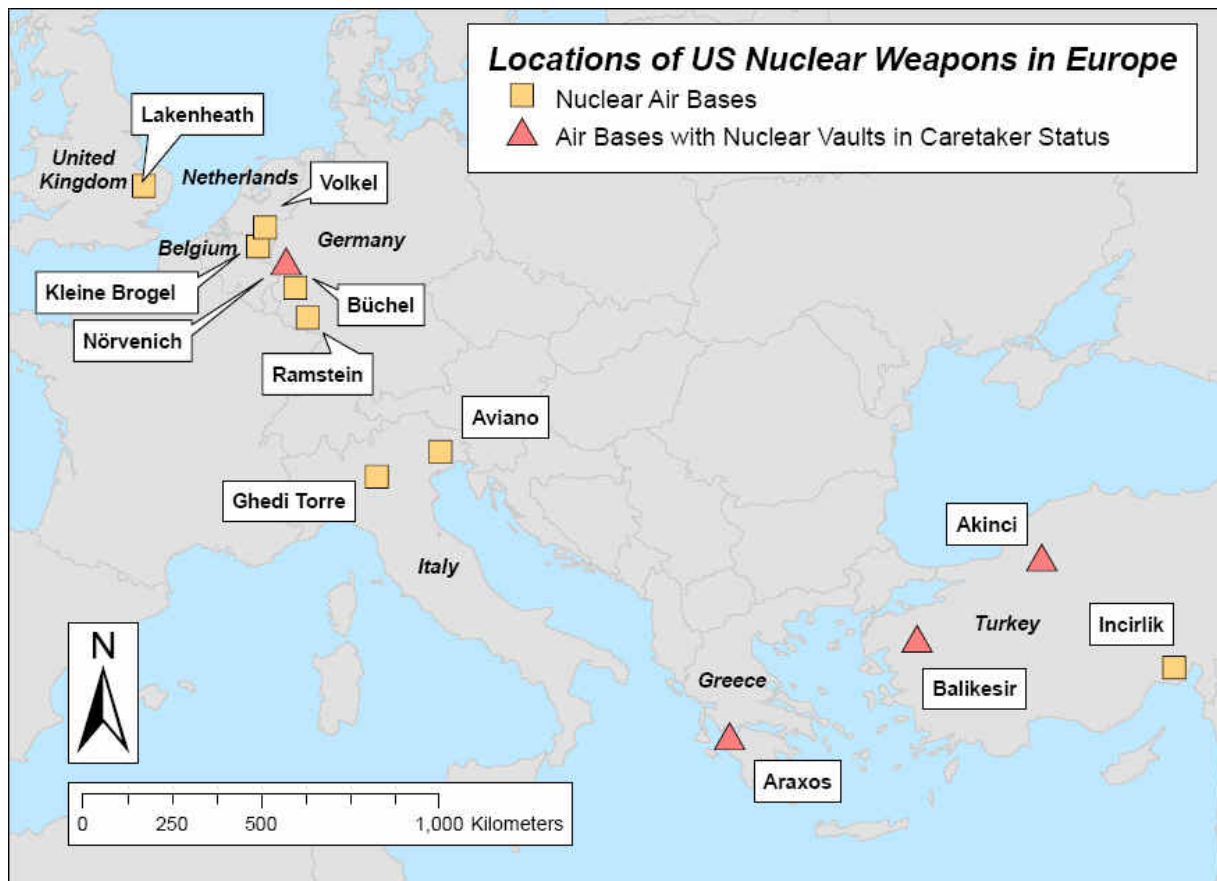 Locations of US Nuclear Weapons in Europe
Nuclear Air Bases
Air Bases with Nuclear Vaults in Caretaker Status
Lakenheath
United
Kingdom
Netherlands
Volkel
Belgium
Germany
Kleine Brogel
Büchel
Nörvenich
Ramstein
Aviano
Ghedi Torre
Akinci
Italy
Turkey
Incirlik
N
Greece
Balikesir
Araxos
0 250 500 1,000 Kilometers